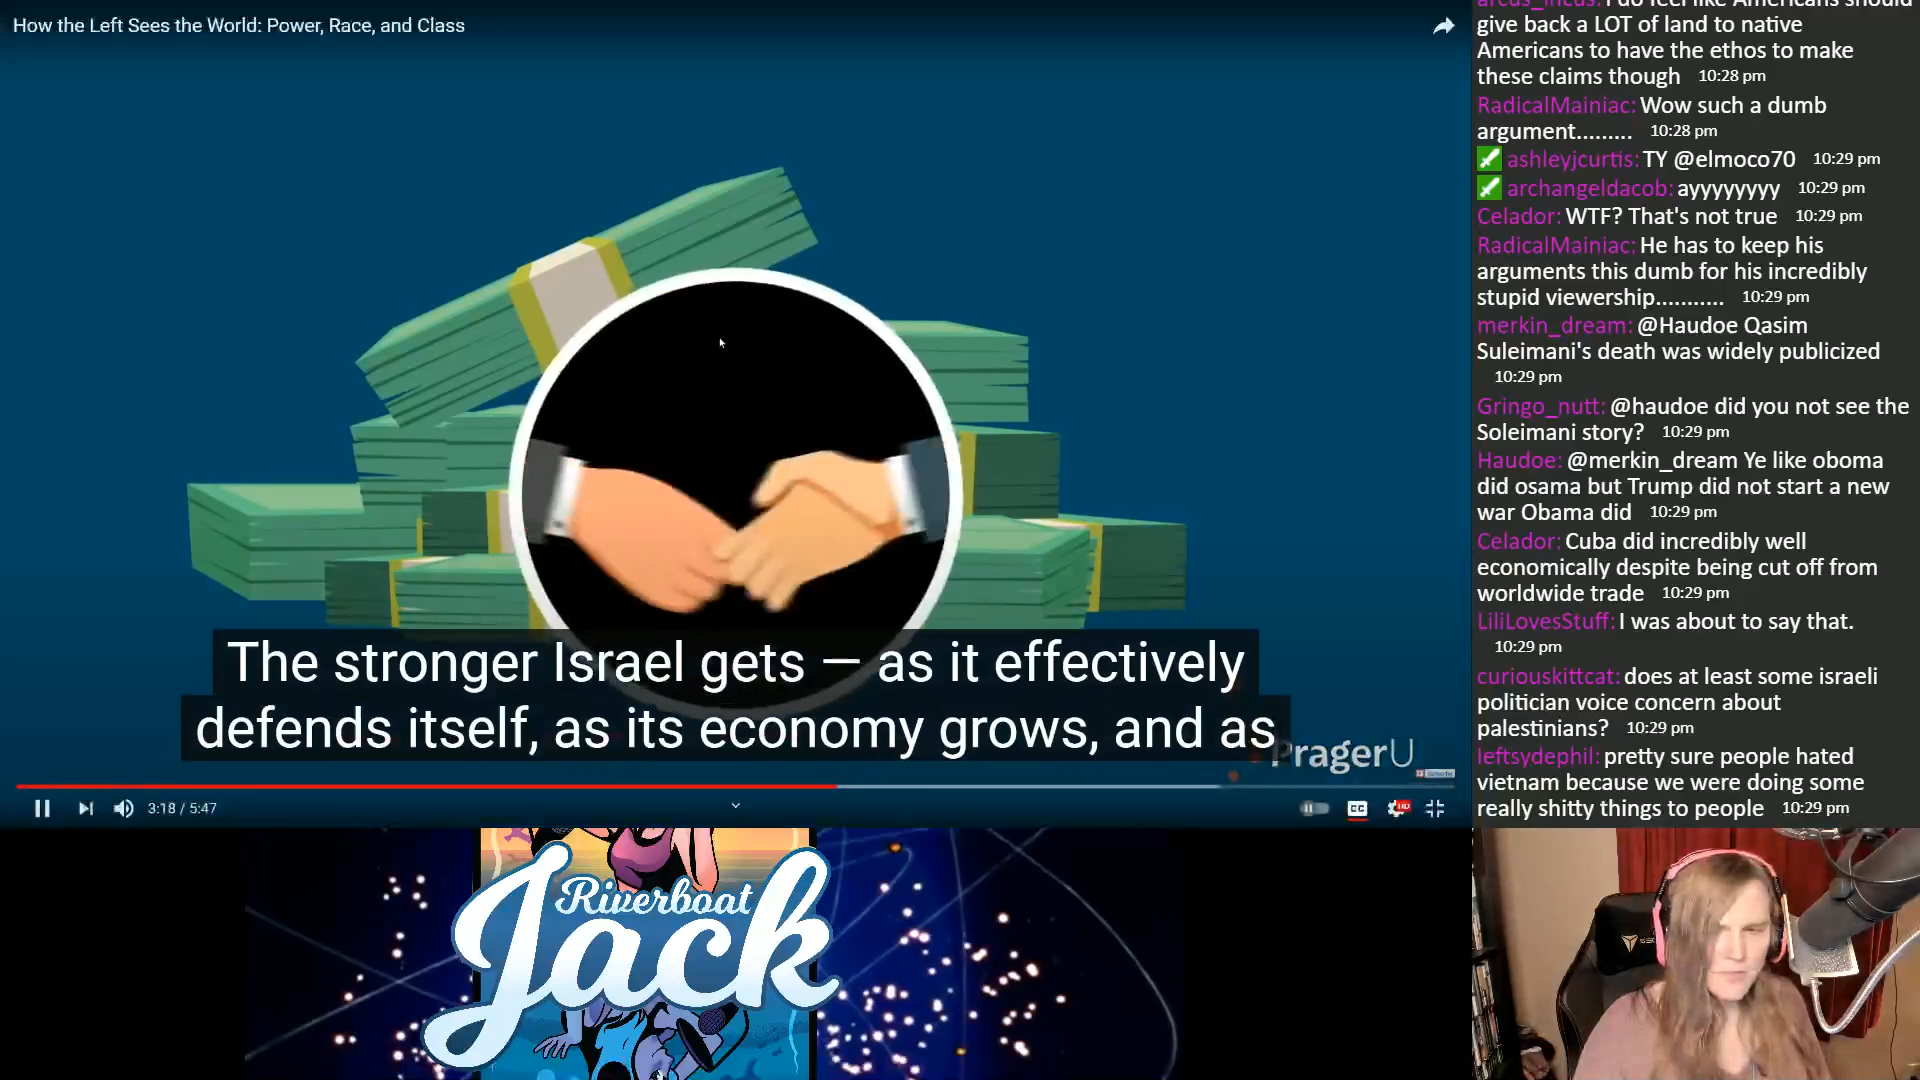 How the Left Sees the World: Power, Race, and Class
The stronger Israel gets — as it effectively
defends itself, as its economy grows, and as
PragerU
3:18 / 5:47
CC
HD
Riverboat
Jack
arcus_incus: I do feel like Americans should
give back a LOT of land to native
Americans to have the ethos to make
these claims though 10:28 pm
RadicalMainiac: Wow such a dumb
argument......... 10:28 pm
ashleyjcurtis: TY @elmoco70 10:29 pm
archangeldacob: ayyyyyyyy 10:29 pm
Celador: WTF? That's not true 10:29 pm
RadicalMainiac: He has to keep his
arguments this dumb for his incredibly
stupid viewership........... 10:29 pm
merkin_dream: @Haudoe Qasim
Suleimani's death was widely publicized
10:29 pm
Gringo_nutt: @haudoe did you not see the
Soleimani story? 10:29 pm
Haudoe: @merkin_dream Ye like oboma
did osama but Trump did not start a new
war Obama did 10:29 pm
Celador: Cuba did incredibly well
economically despite being cut off from
worldwide trade 10:29 pm
LiliLovesStuff: I was about to say that.
10:29 pm
curiouskittcat: does at least some israeli
politician voice concern about
palestinians? 10:29 pm
leftsydephil: pretty sure people hated
vietnam because we were doing some
really shitty things to people 10:29 pm